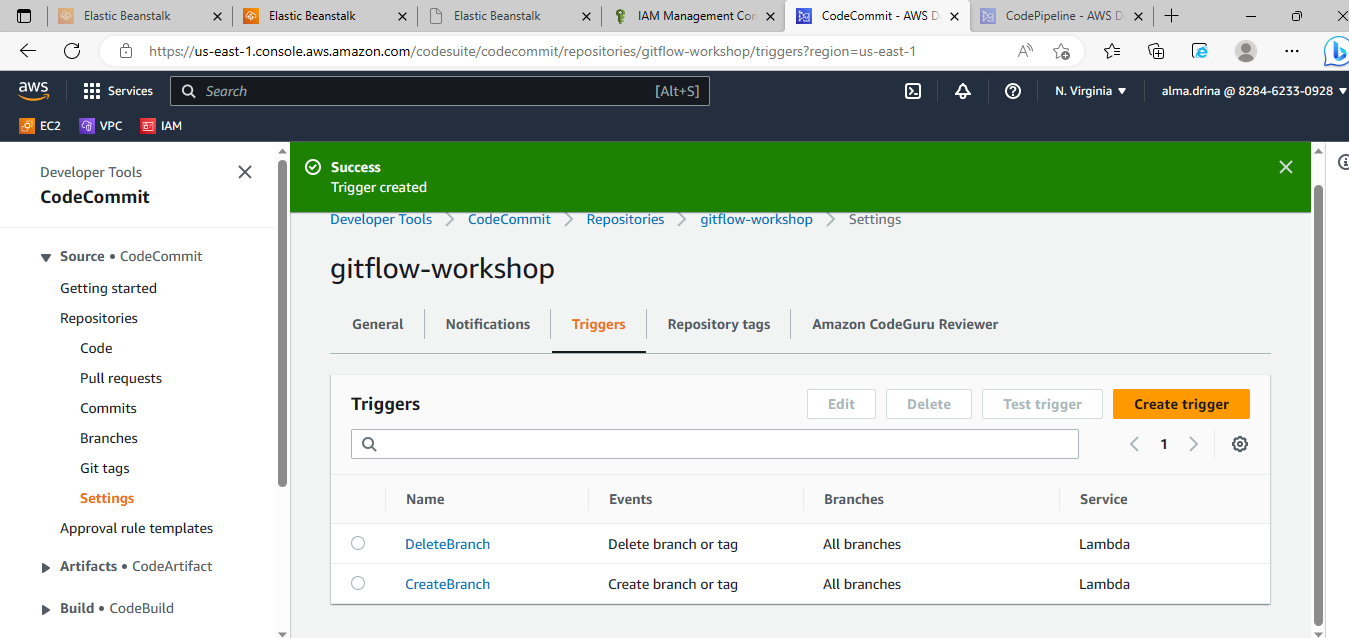 Elastic Beanstalk
Elastic Beanstalk
Elastic Beanstalk
IAM Management Con
CodeCommit - AWS D
CodePipeline - AWS D
https://us-east-1.console.aws.amazon.com/codesuite/codecommit/repositories/gitflow-workshop/triggers?region=us-east-1
aws
Services
Search
[Alt+S]
N. Virginia
alma.drina @ 8284-6233-0928
EC2
VPC
IAM
Developer Tools
CodeCommit
Source • CodeCommit
Getting started
Repositories
Code
Pull requests
Commits
Branches
Git tags
Settings
Approval rule templates
Artifacts • CodeArtifact
Build • CodeBuild
Success
Trigger created
Developer Tools
CodeCommit
Repositories
gitflow-workshop
Settings
gitflow-workshop
General
Notifications
Triggers
Repository tags
Amazon CodeGuru Reviewer
Triggers
Edit
Delete
Test trigger
Create trigger
1
Name
Events
Branches
Service
DeleteBranch
Delete branch or tag
All branches
Lambda
CreateBranch
Create branch or tag
All branches
Lambda